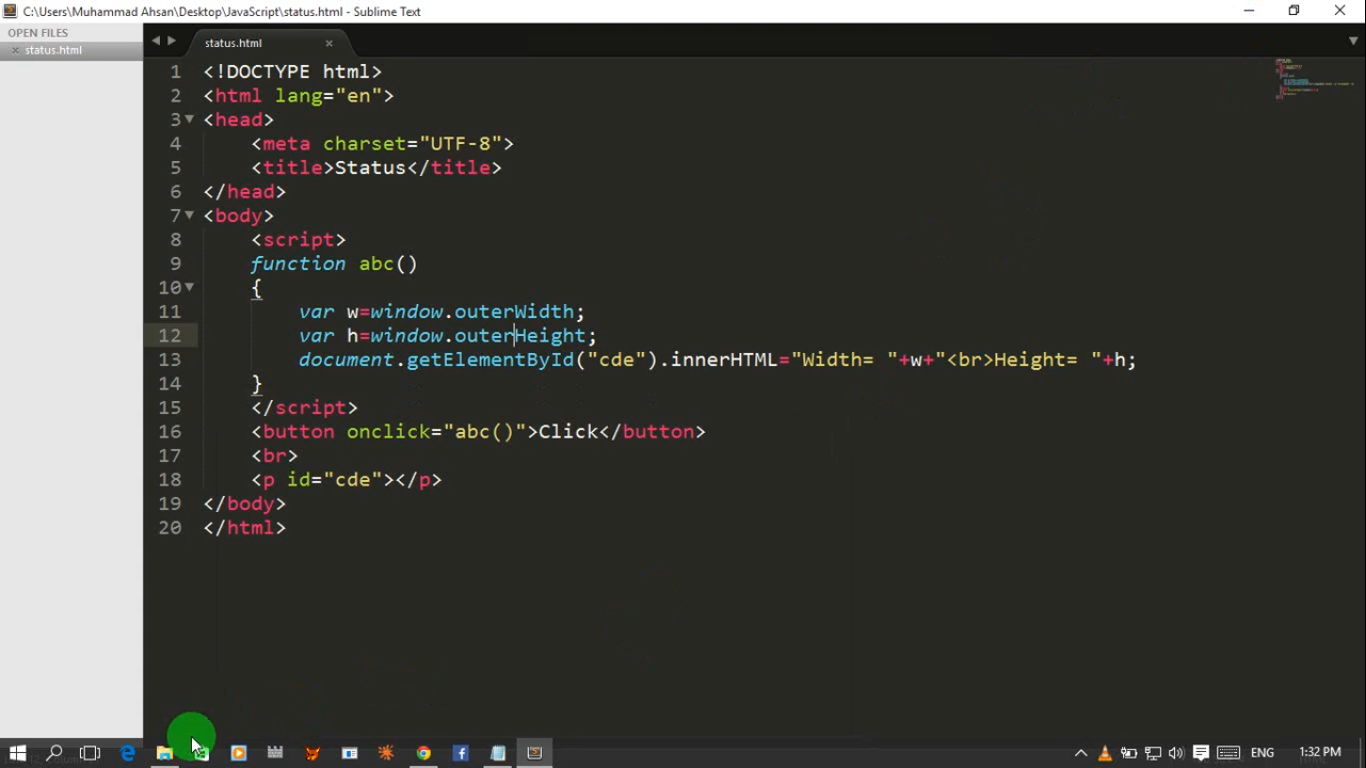 C:\Users\Muhammad Ahsan\Desktop\JavaScript\status.html - Sublime Text
OPEN FILES
status.html
status.html
1 <!DOCTYPE html>
2 <html lang="en">
3 <head>
4 <meta charset="UTF-8">
5 <title>Status</title>
6 </head>
7 <body>
8 <script>
9 function abc()
10 {
11 var w=window.outerWidth;
12 var h=window.outerHeight;
13 document.getElementById("cde").innerHTML="Width= "+w+"<br>Height= "+h;
14 }
15 </script>
16 <button onclick="abc()">Click</button>
17 <br>
18 <p id="cde"></p>
19 </body>
20 </html>
ENG
1:32 PM